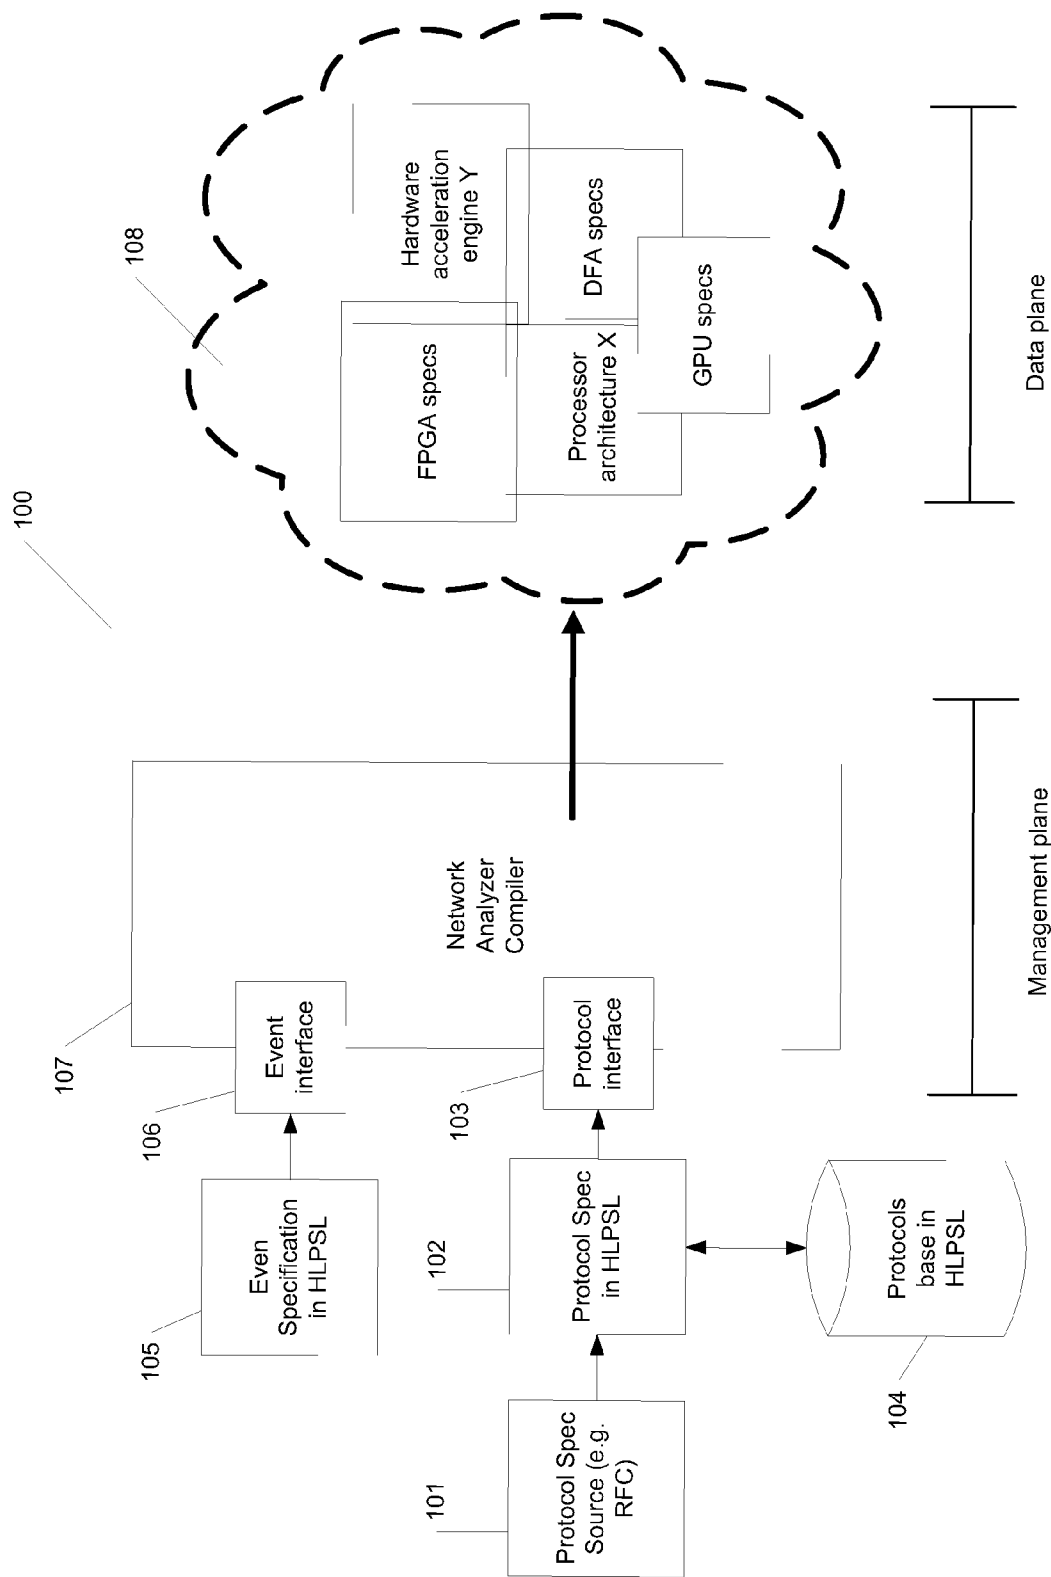 100
108
107
106
105
103
102
101
104
Even
Specification
in HLPSL
Event
interface
Network
Analyzer
Compiler
Protocol Spec
Source (e.g.
RFC)
Protocol Spec
in HLPSL
Protocol
interface
Protocols
base in
HLPSL
FPGA specs
Hardware
acceleration
engine Y
Processor
architecture X
DFA specs
GPU specs
Management plane
Data plane